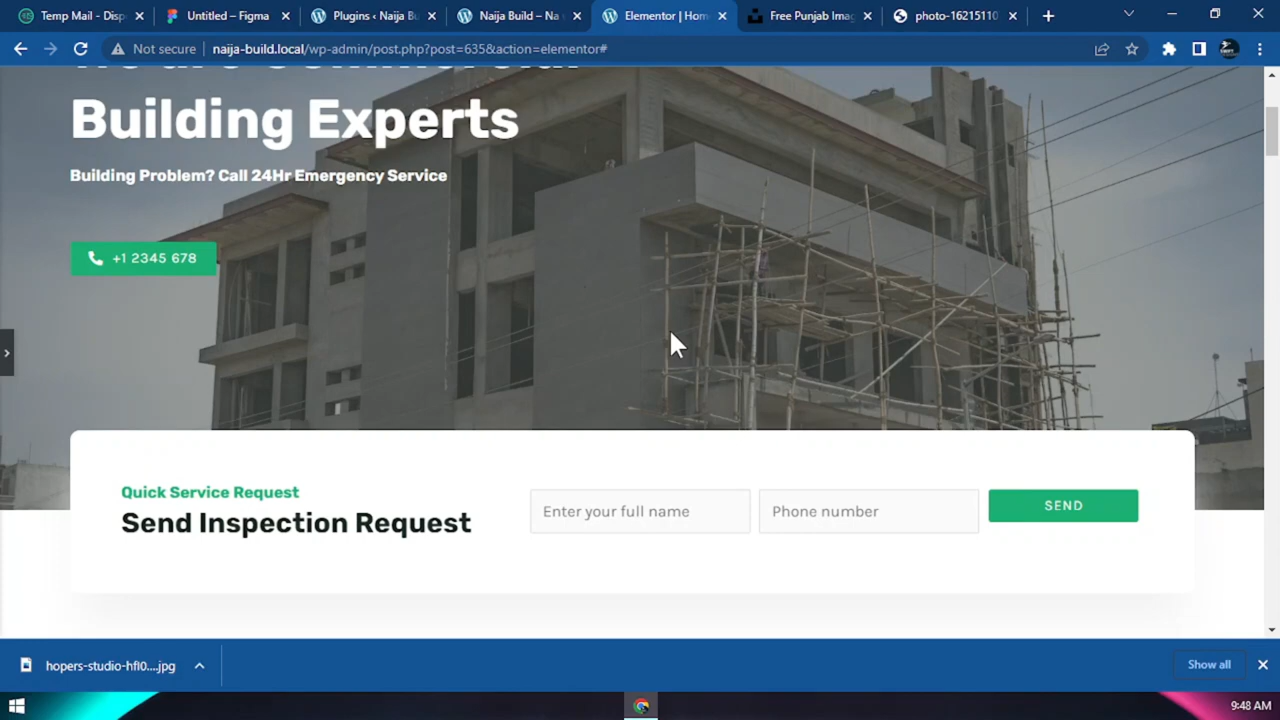 Temp Mail - Disp
Untitled – Figma
Plugins ‹ Naija Bu
Naija Build – Na w
Elementor | Hom
Free Punjab Imag
photo-16215110
Not secure
naija-build.local/wp-admin/post.php?post=635&action=elementor#
Building Experts
Building Problem? Call 24Hr Emergency Service
+1 2345 678
Quick Service Request
Send Inspection Request
Enter your full name
Phone number
SEND
hopers-studio-hfI0....jpg
Show all
9:48 AM